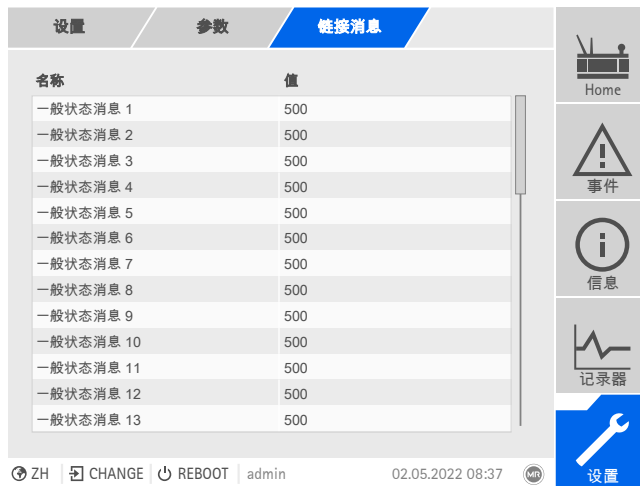 设置 参数 链接消息
名称 值
一般状态消息 1 500
一般状态消息 2 500
一般状态消息 3 500
一般状态消息 4 500
一般状态消息 5 500
一般状态消息 6 500
一般状态消息 7 500
一般状态消息 8 500
一般状态消息 9 500
一般状态消息 10 500
一般状态消息 11 500
一般状态消息 12 500
一般状态消息 13 500
Home
事件
信息
记录器
设置
ZH CHANGE REBOOT admin 02.05.2022 08:37 MR